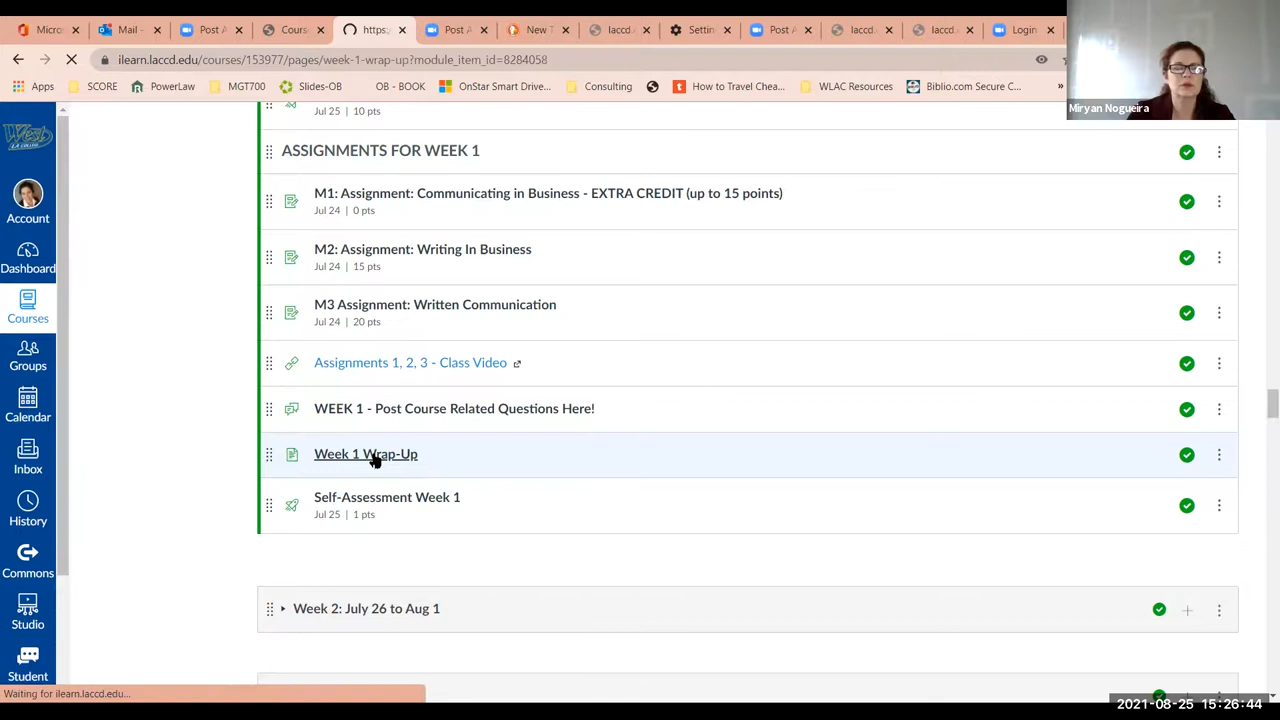 Micros
Mail -
Post A
Cours
https:
Post A
New T
laccd.
Settin
Post A
laccd.
laccd.
Login
ilearn.laccd.edu/courses/153977/pages/week-1-wrap-up?module_item_id=8284058
Apps
SCORE
PowerLaw
MGT700
Slides-OB
OB - BOOK
OnStar Smart Drive...
Consulting
How to Travel Chea...
WLAC Resources
Biblio.com Secure C...
»
Miryan Nogueira
West
L.A. COLLEGE
Account
Dashboard
Courses
Groups
Calendar
Inbox
History
Commons
Studio
Student
Jul 25 | 10 pts
ASSIGNMENTS FOR WEEK 1
M1: Assignment: Communicating in Business - EXTRA CREDIT (up to 15 points)
Jul 24 | 0 pts
M2: Assignment: Writing In Business
Jul 24 | 15 pts
M3 Assignment: Written Communication
Jul 24 | 20 pts
Assignments 1, 2, 3 - Class Video
WEEK 1 - Post Course Related Questions Here!
Week 1 Wrap-Up
Self-Assessment Week 1
Jul 25 | 1 pts
Week 2: July 26 to Aug 1
Waiting for ilearn.laccd.edu...
2021-08-25 15:26:44